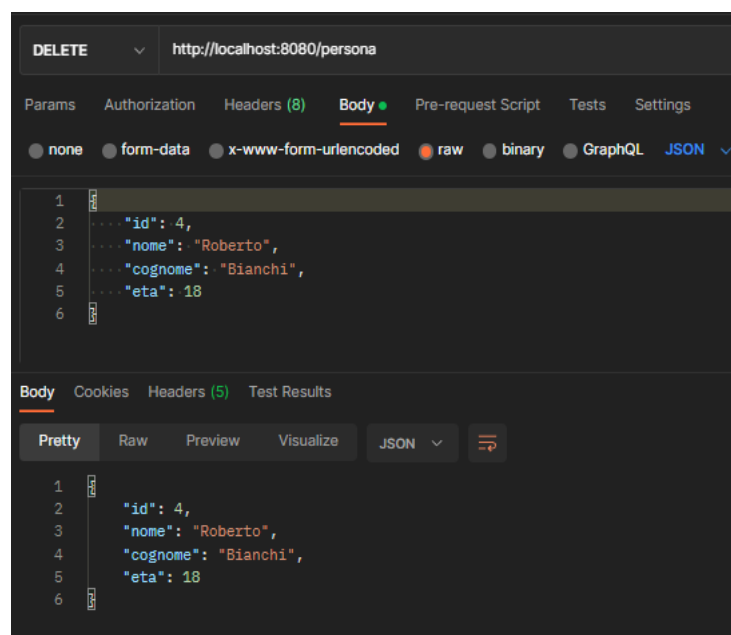 DELETE http://localhost:8080/persona
Params Authorization Headers (8) Body Pre-request Script Tests Settings
none form-data x-www-form-urlencoded raw binary GraphQL JSON
1 {
2 "id": 4,
3 "nome": "Roberto",
4 "cognome": "Bianchi",
5 "eta": 18
6 }
Body Cookies Headers (5) Test Results
Pretty Raw Preview Visualize JSON
1 {
2 "id": 4,
3 "nome": "Roberto",
4 "cognome": "Bianchi",
5 "eta": 18
6 }